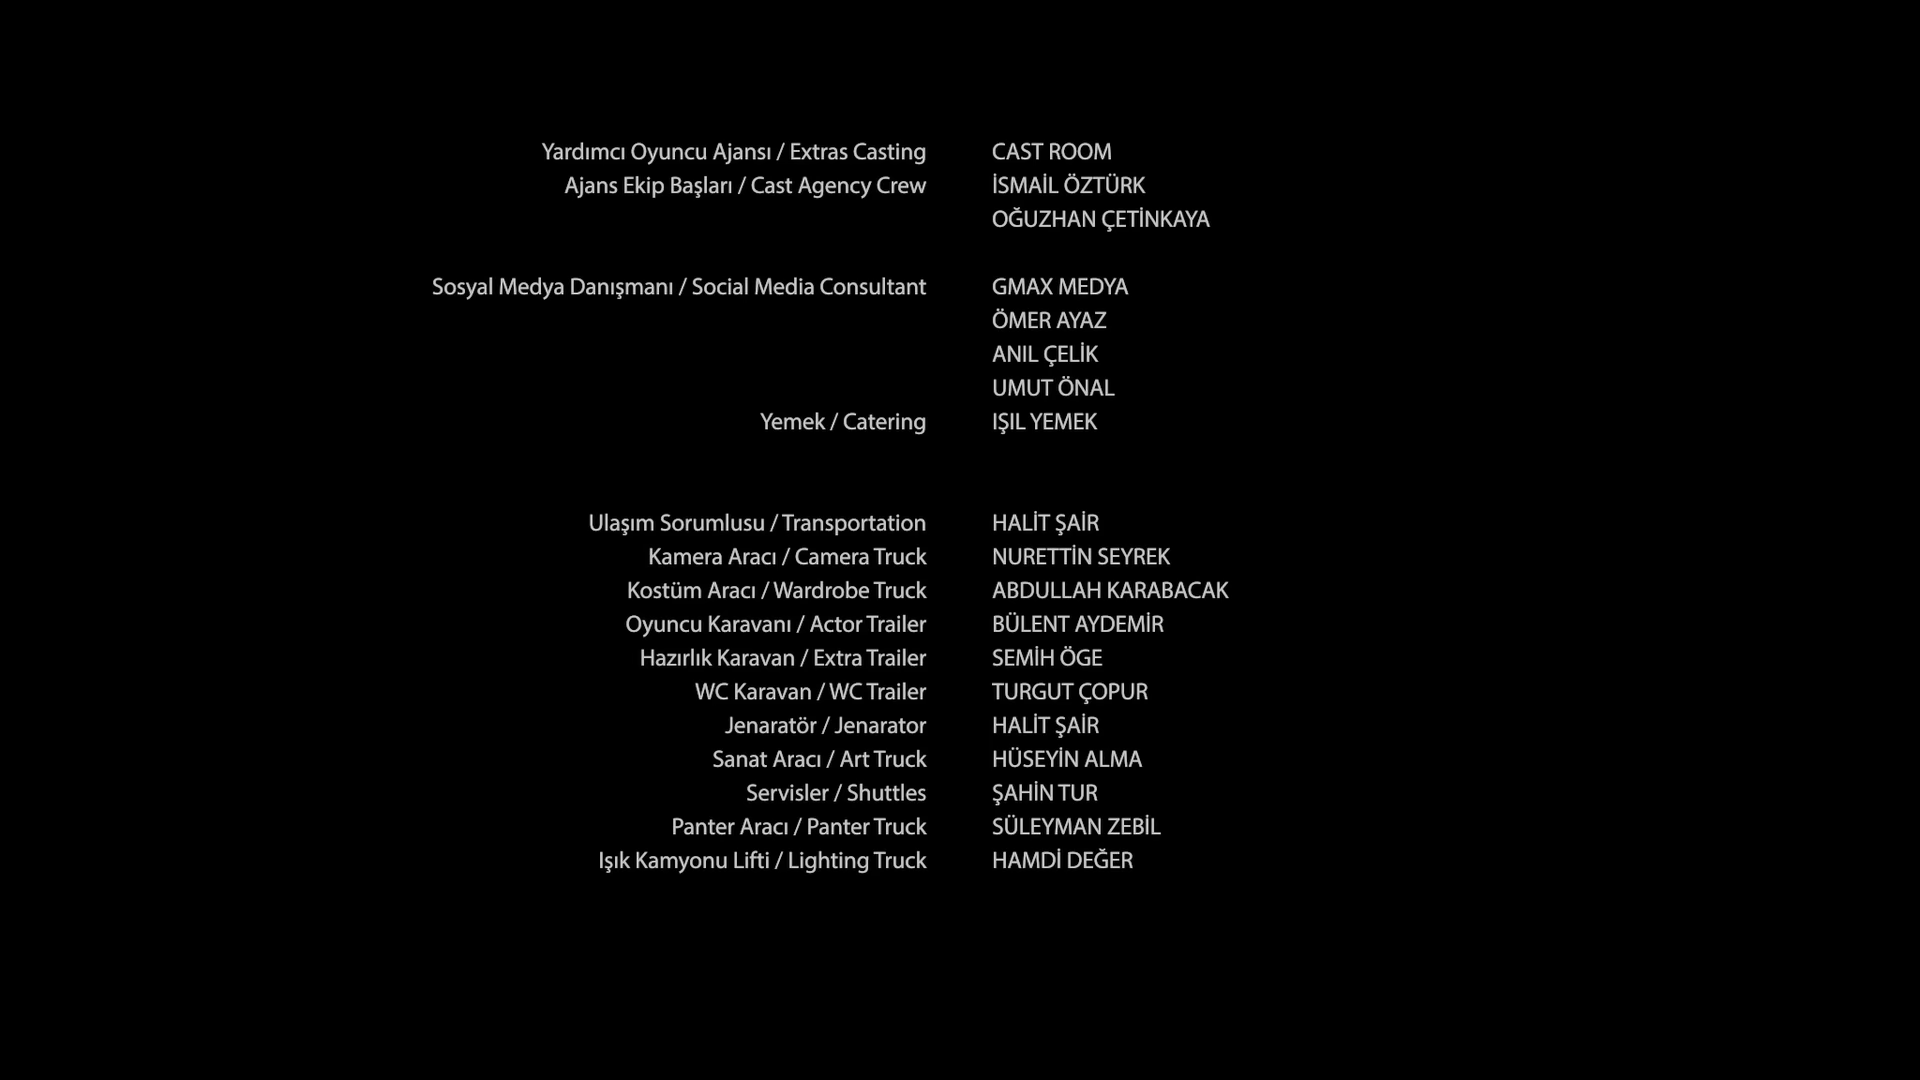 Yardımcı Oyuncu Ajansı / Extras Casting CAST ROOM
Ajans Ekip Başları / Cast Agency Crew İSMAİL ÖZTÜRK
OĞUZHAN ÇETİNKAYA
Sosyal Medya Danışmanı / Social Media Consultant GMAX MEDYA
ÖMER AYAZ
ANIL ÇELİK
UMUT ÖNAL
Yemek / Catering IŞIL YEMEK
Ulaşım Sorumlusu / Transportation HALİT ŞAİR
Kamera Aracı / Camera Truck NURETTİN SEYREK
Kostüm Aracı / Wardrobe Truck ABDULLAH KARABACAK
Oyuncu Karavanı / Actor Trailer BÜLENT AYDEMİR
Hazırlık Karavan / Extra Trailer SEMİH ÖGE
WC Karavan / WC Trailer TURGUT ÇOPUR
Jenaratör / Jenarator HALİT ŞAİR
Sanat Aracı / Art Truck HÜSEYİN ALMA
Servisler / Shuttles ŞAHİN TUR
Panter Aracı / Panter Truck SÜLEYMAN ZEBİL
Işık Kamyonu Lifti / Lighting Truck HAMDİ DEĞER